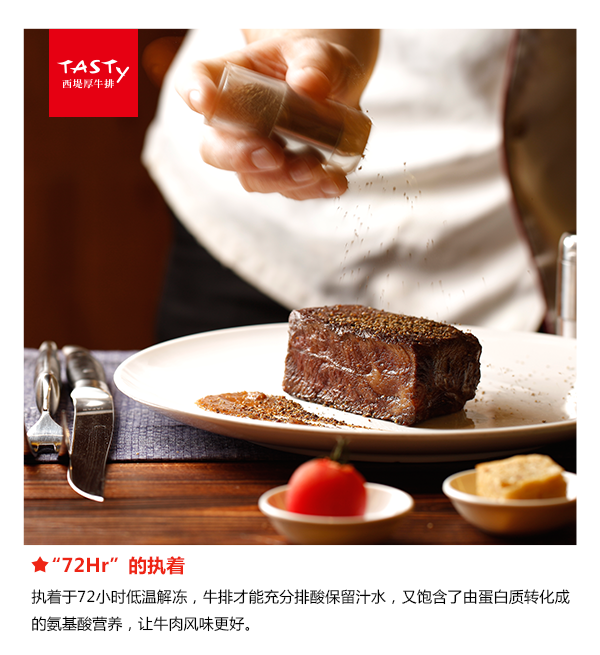 TASTy
西堤厚牛排
“72Hr”的执着
执着于72小时低温解冻，牛排才能充分排酸保留汁水，又饱含了由蛋白质转化成
的氨基酸营养，让牛肉风味更好。